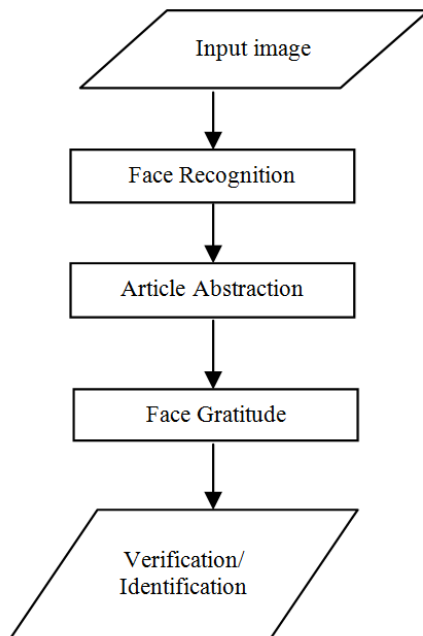 Input image
Face Recognition
Article Abstraction
Face Gratitude
Verification/
Identification